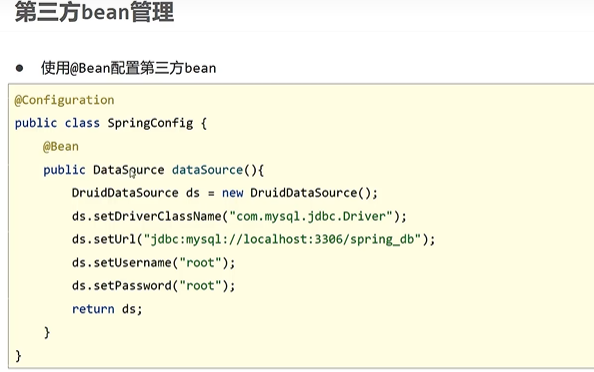 第三方bean管理
● 使用@Bean配置第三方bean
@Configuration
public class SpringConfig {
    @Bean
    public DataSource dataSource(){
        DruidDataSource ds = new DruidDataSource();
        ds.setDriverClassName("com.mysql.jdbc.Driver");
        ds.setUrl("jdbc:mysql://localhost:3306/spring_db");
        ds.setUsername("root");
        ds.setPassword("root");
        return ds;
    }
}